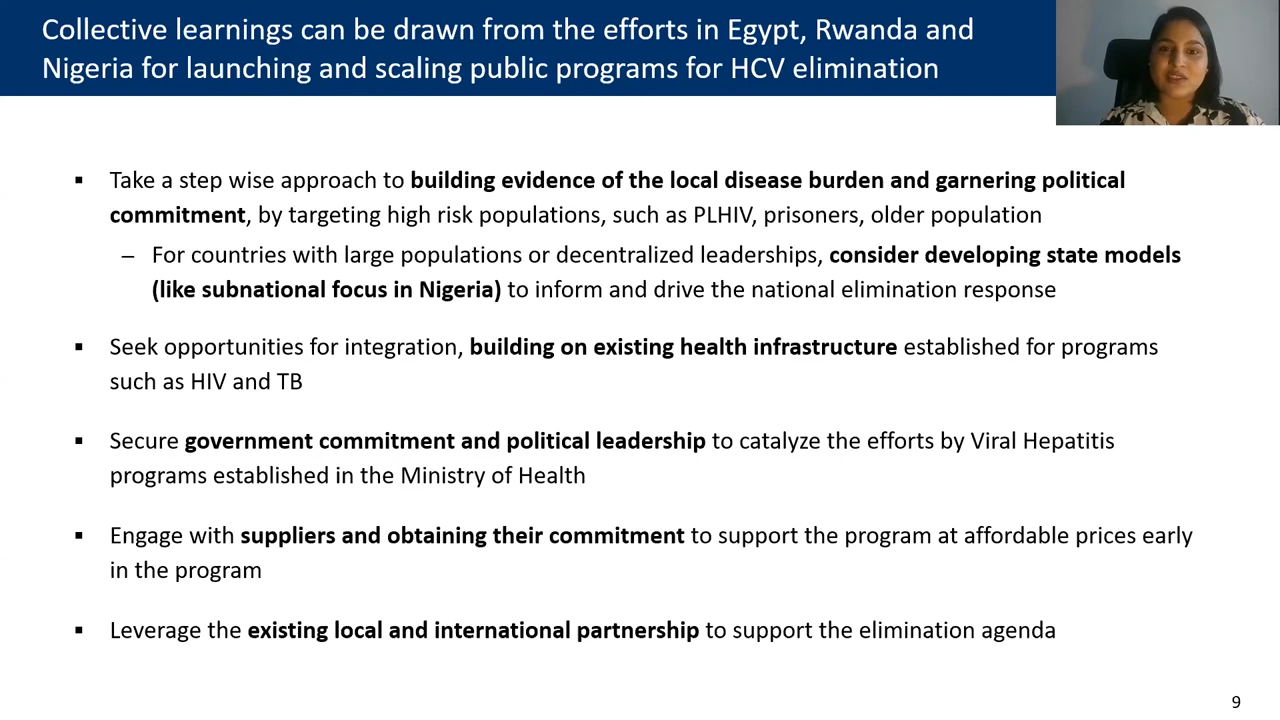 Collective learnings can be drawn from the efforts in Egypt, Rwanda and
Nigeria for launching and scaling public programs for HCV elimination
▪ Take a step wise approach to building evidence of the local disease burden and garnering political
commitment, by targeting high risk populations, such as PLHIV, prisoners, older population
– For countries with large populations or decentralized leaderships, consider developing state models
(like subnational focus in Nigeria) to inform and drive the national elimination response
▪ Seek opportunities for integration, building on existing health infrastructure established for programs
such as HIV and TB
▪ Secure government commitment and political leadership to catalyze the efforts by Viral Hepatitis
programs established in the Ministry of Health
▪ Engage with suppliers and obtaining their commitment to support the program at affordable prices early
in the program
▪ Leverage the existing local and international partnership to support the elimination agenda
9